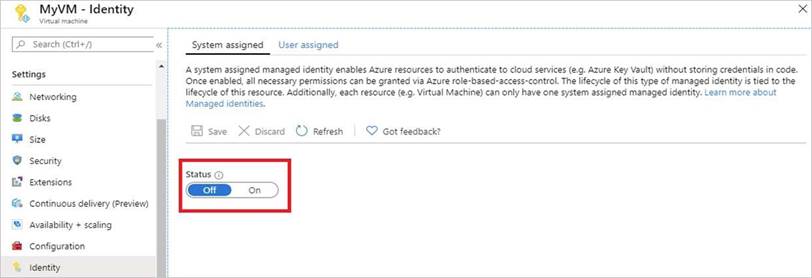 MyVM - Identity
Virtual machine
Search (Ctrl+/)
Settings
Networking
Disks
Size
Security
Extensions
Continuous delivery (Preview)
Availability + scaling
Configuration
Identity
System assigned User assigned
A system assigned managed identity enables Azure resources to authenticate to cloud services (e.g. Azure Key Vault) without storing credentials in code.
Once enabled, all necessary permissions can be granted via Azure role-based-access-control. The lifecycle of this type of managed identity is tied to the
lifecycle of this resource. Additionally, each resource (e.g. Virtual Machine) can only have one system assigned managed identity. Learn more about
Managed identities.
Save Discard Refresh Got feedback?
Status
Off On